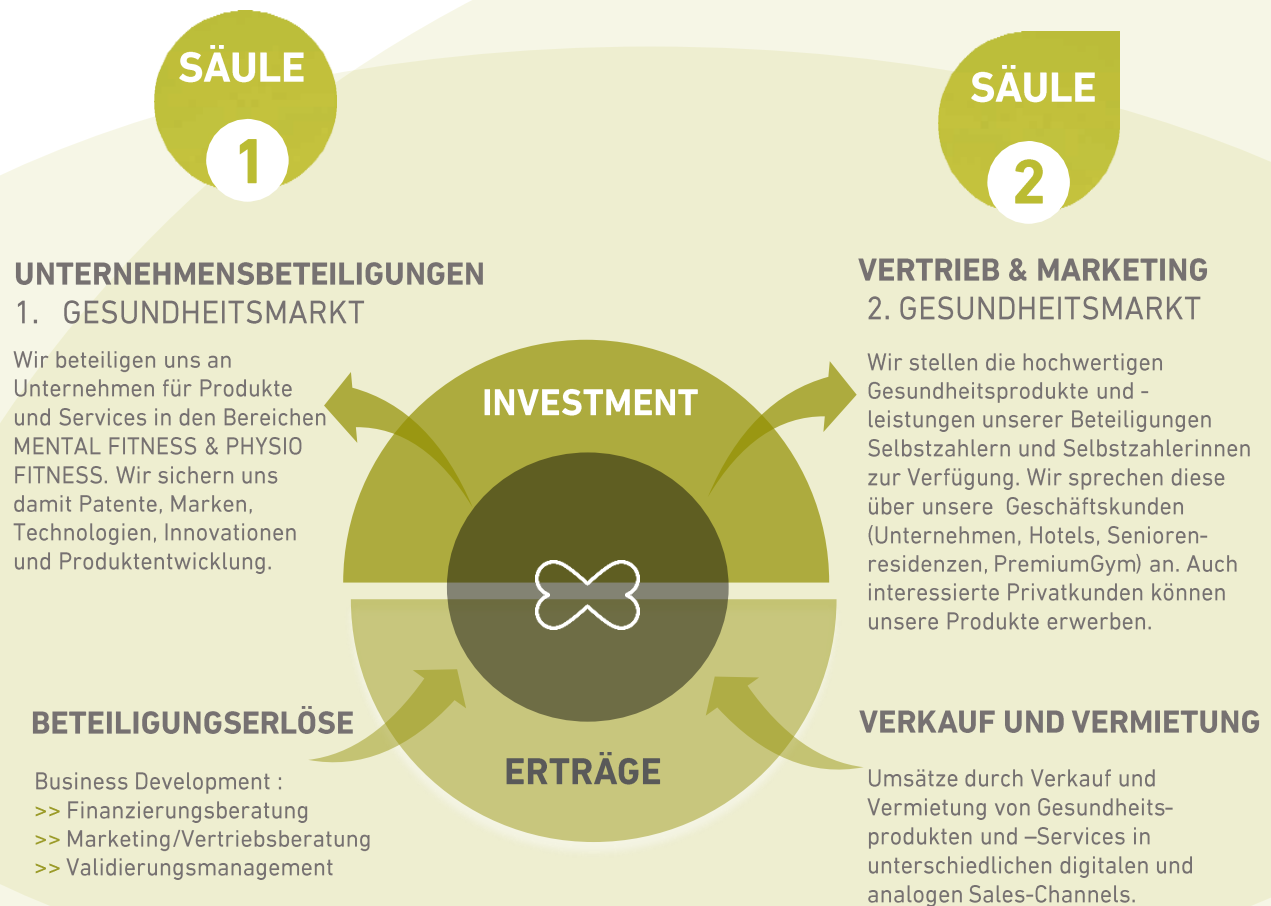 SÄULE
1
UNTERNEHMENSBETEILIGUNGEN
1. GESUNDHEITSMARKT
Wir beteiligen uns an
Unternehmen für Produkte
und Services in den Bereichen
MENTAL FITNESS & PHYSIO
FITNESS. Wir sichern uns
damit Patente, Marken,
Technologien, Innovationen
und Produktentwicklung.
SÄULE
2
VERTRIEB & MARKETING
2. GESUNDHEITSMARKT
Wir stellen die hochwertigen
Gesundheitsprodukte und -
leistungen unserer Beteiligungen
Selbstzahlern und Selbstzahlerinnen
zur Verfügung. Wir sprechen diese
über unsere Geschäftskunden
(Unternehmen, Hotels, Senioren-
residenzen, PremiumGym) an. Auch
interessierte Privatkunden können
unsere Produkte erwerben.
INVESTMENT
ERTRÄGE
BETEILIGUNGSERLÖSE
Business Development :
>> Finanzierungsberatung
>> Marketing/Vertriebsberatung
>> Validierungsmanagement
VERKAUF UND VERMIETUNG
Umsätze durch Verkauf und
Vermietung von Gesundheits-
produkten und –Services in
unterschiedlichen digitalen und
analogen Sales-Channels.